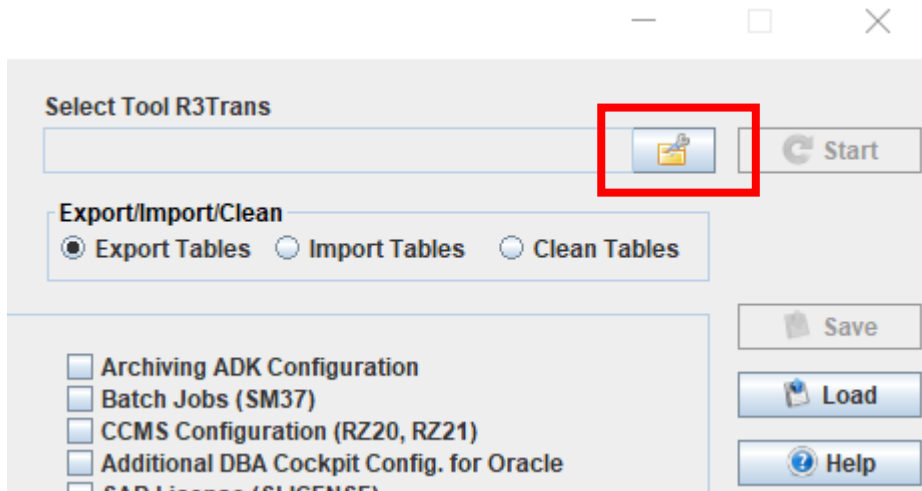 Select Tool R3Trans
Start
Export/Import/Clean
Export Tables Import Tables Clean Tables
Save
Archiving ADK Configuration
Batch Jobs (SM37)
Load
CCMS Configuration (RZ20, RZ21)
Additional DBA Cockpit Config. for Oracle
Help